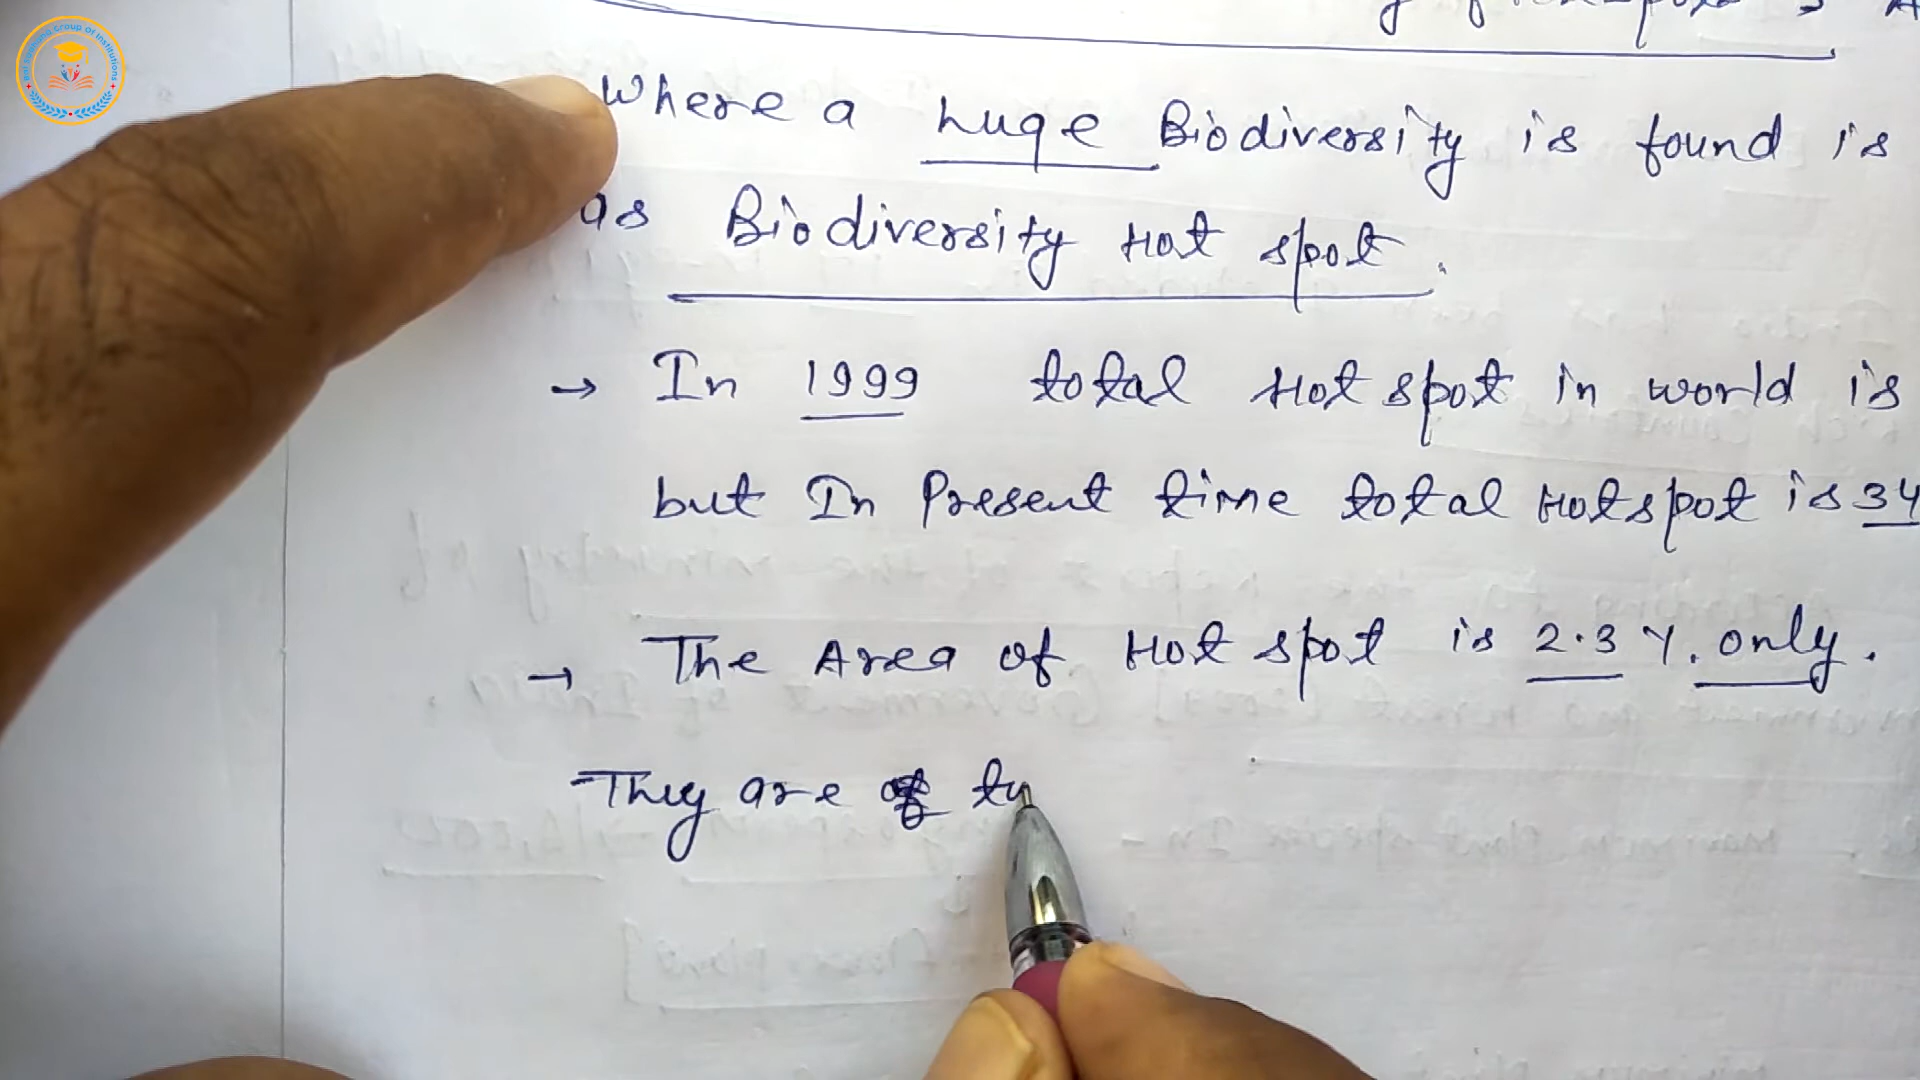 where a huge Biodiversity is found is
as Biodiversity Hot spot.
→ In 1999 total Hot spot in world is
but In Present time total Hotspot is 34
→ The Area of Hot spot is 2.3 %. only.
They are of